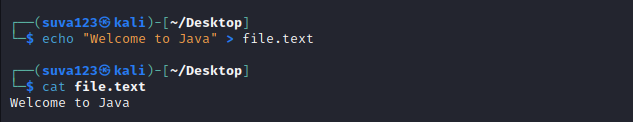 ┌──(suva123㉿kali)-[~/Desktop]
└─$ echo "Welcome to Java" > file.text
┌──(suva123㉿kali)-[~/Desktop]
└─$ cat file.text
Welcome to Java